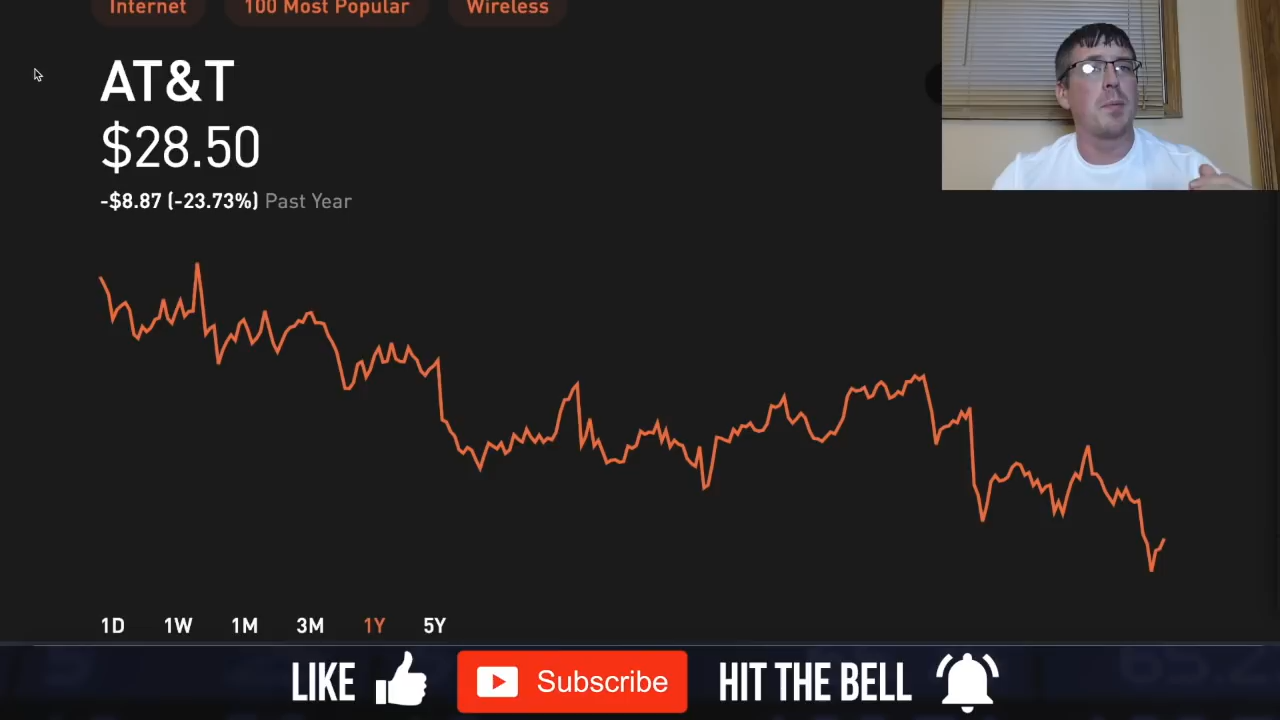 Internet 100 Most Popular Wireless
AT&T
$28.50
-$8.87 (-23.73%) Past Year
1D 1W 1M 3M 1Y 5Y
LIKE Subscribe HIT THE BELL